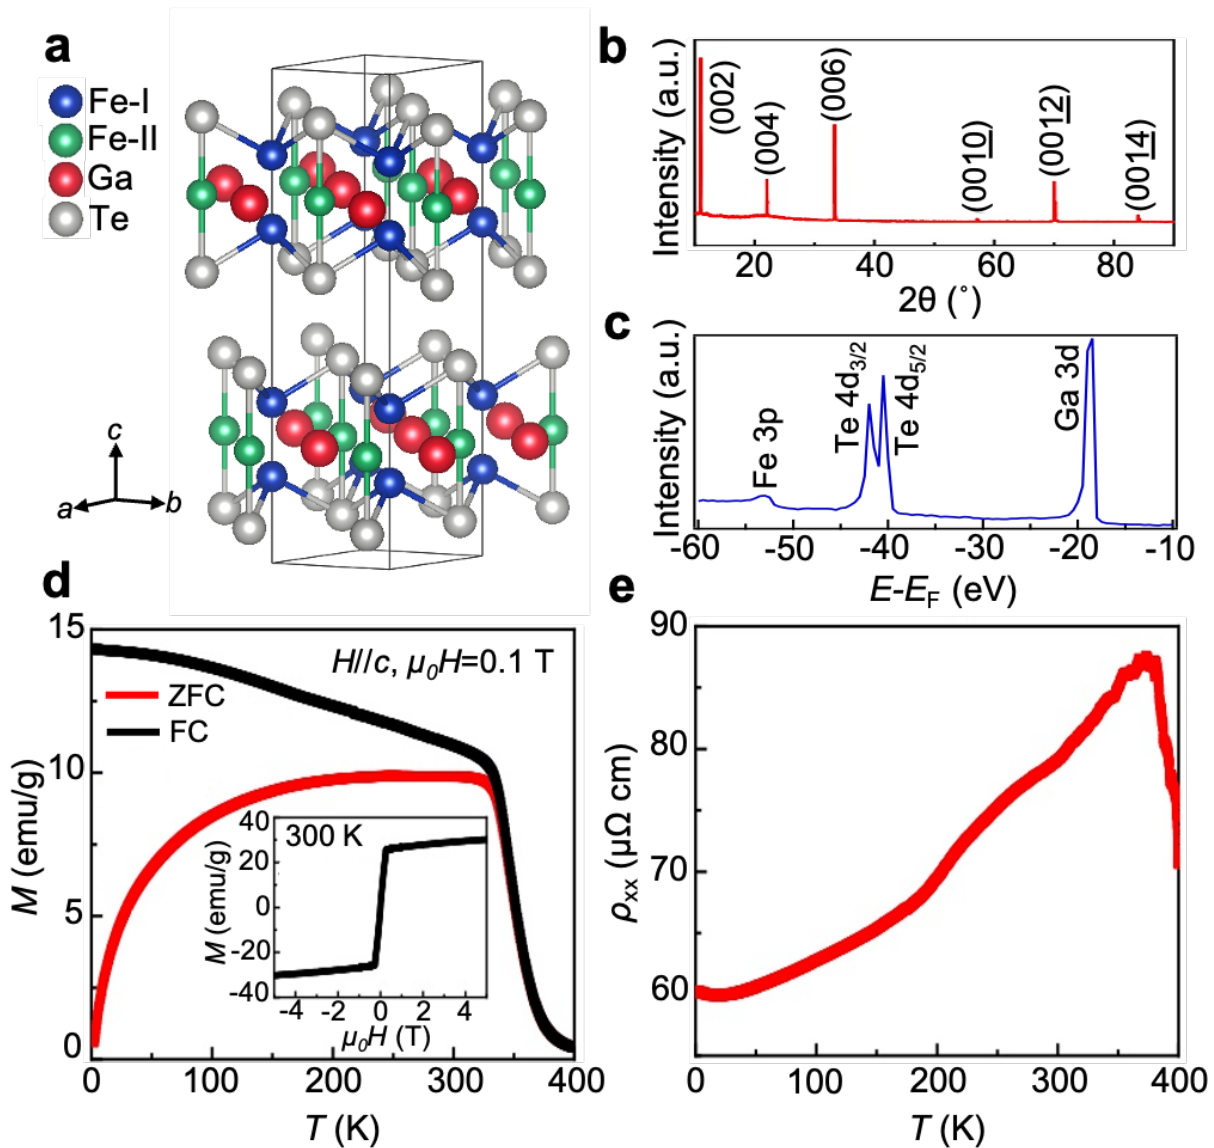 a
Fe-I
Fe-II
Ga
Te
c
a
b
b
Intensity (a.u.)
(002)
(004)
(006)
(0010)
(0012)
(0014)
20
40
60
80
2θ (˚)
c
Intensity (a.u.)
Fe 3p
Te 4d3/2
Te 4d5/2
Ga 3d
-60
-50
-40
-30
-20
-10
E-EF (eV)
d
H//c, μ0H=0.1 T
ZFC
FC
M (emu/g)
15
10
5
0
0
100
200
300
400
T (K)
300 K
M (emu/g)
40
20
0
-20
-40
-4
-2
0
2
4
μ0H (T)
e
ρxx (μΩ cm)
90
80
70
60
0
100
200
300
400
T (K)